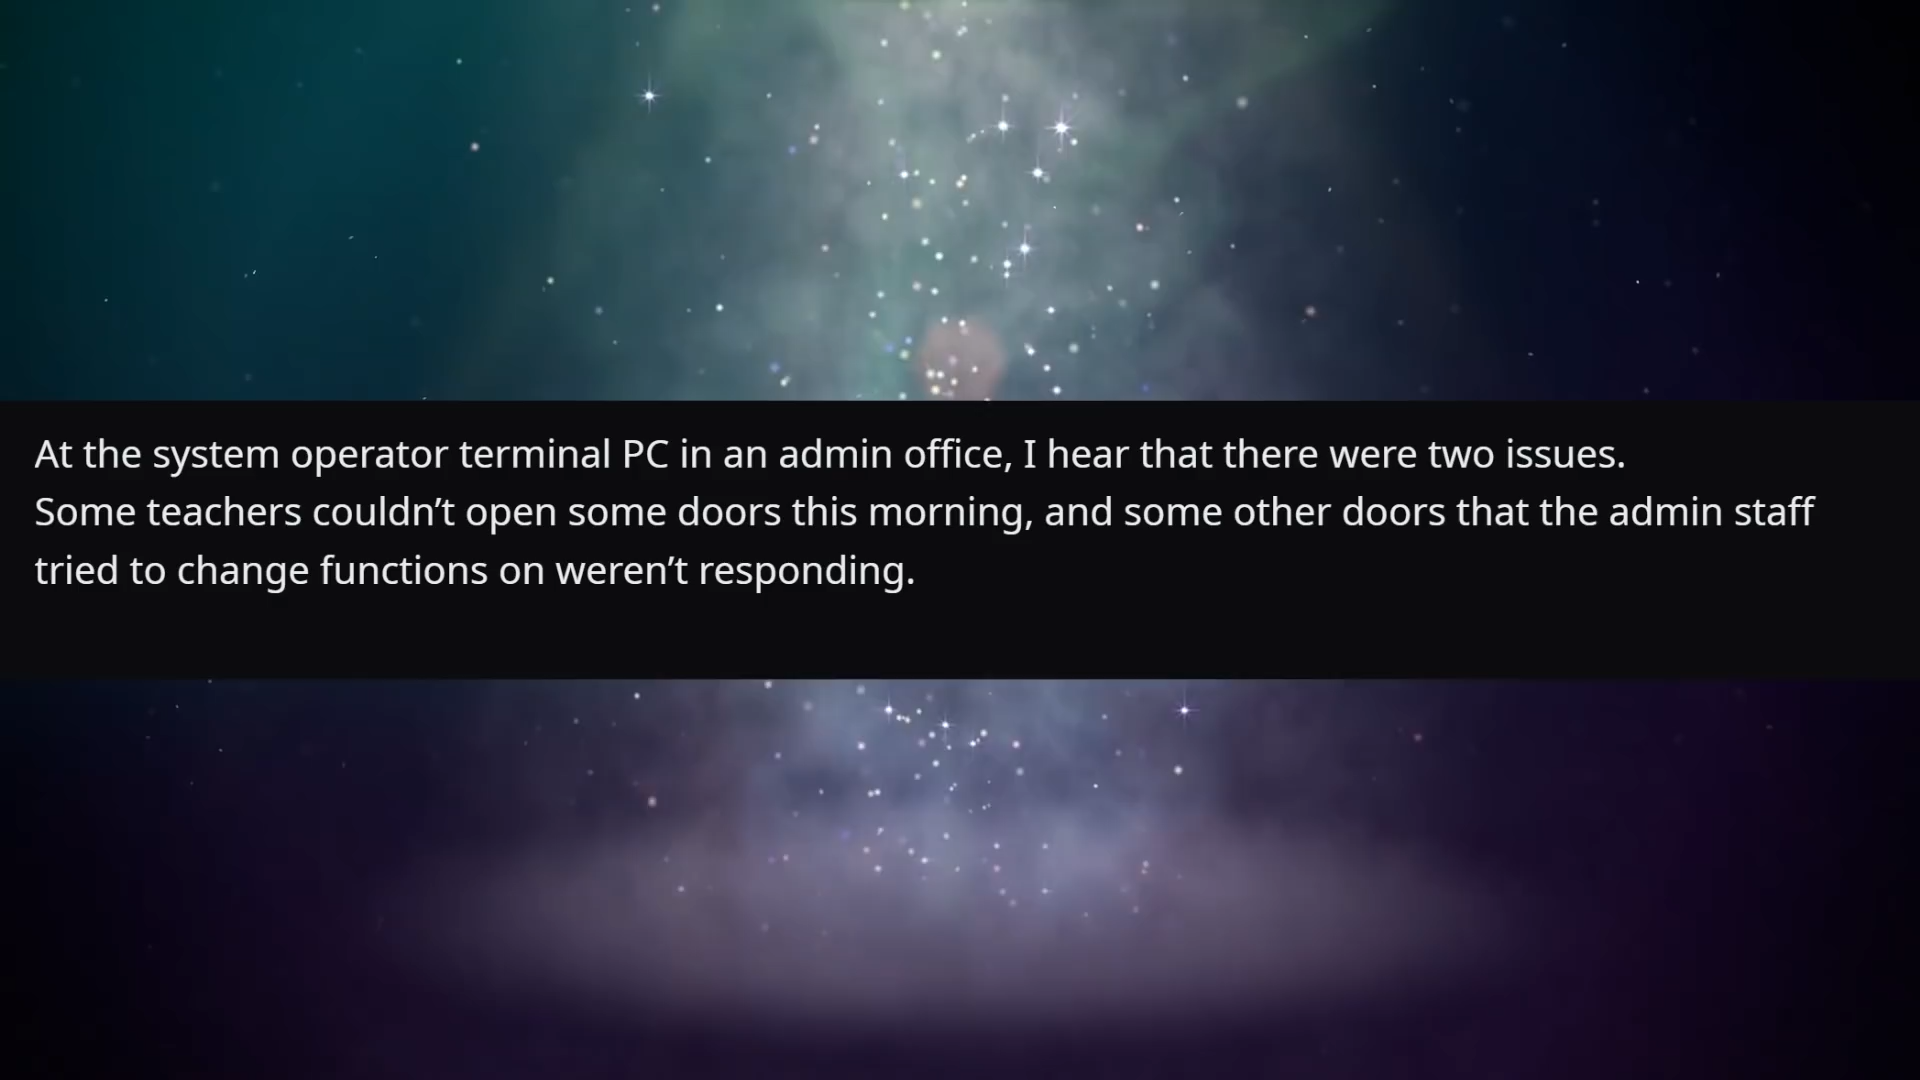 At the system operator terminal PC in an admin office, I hear that there were two issues.
Some teachers couldn’t open some doors this morning, and some other doors that the admin staff
tried to change functions on weren’t responding.